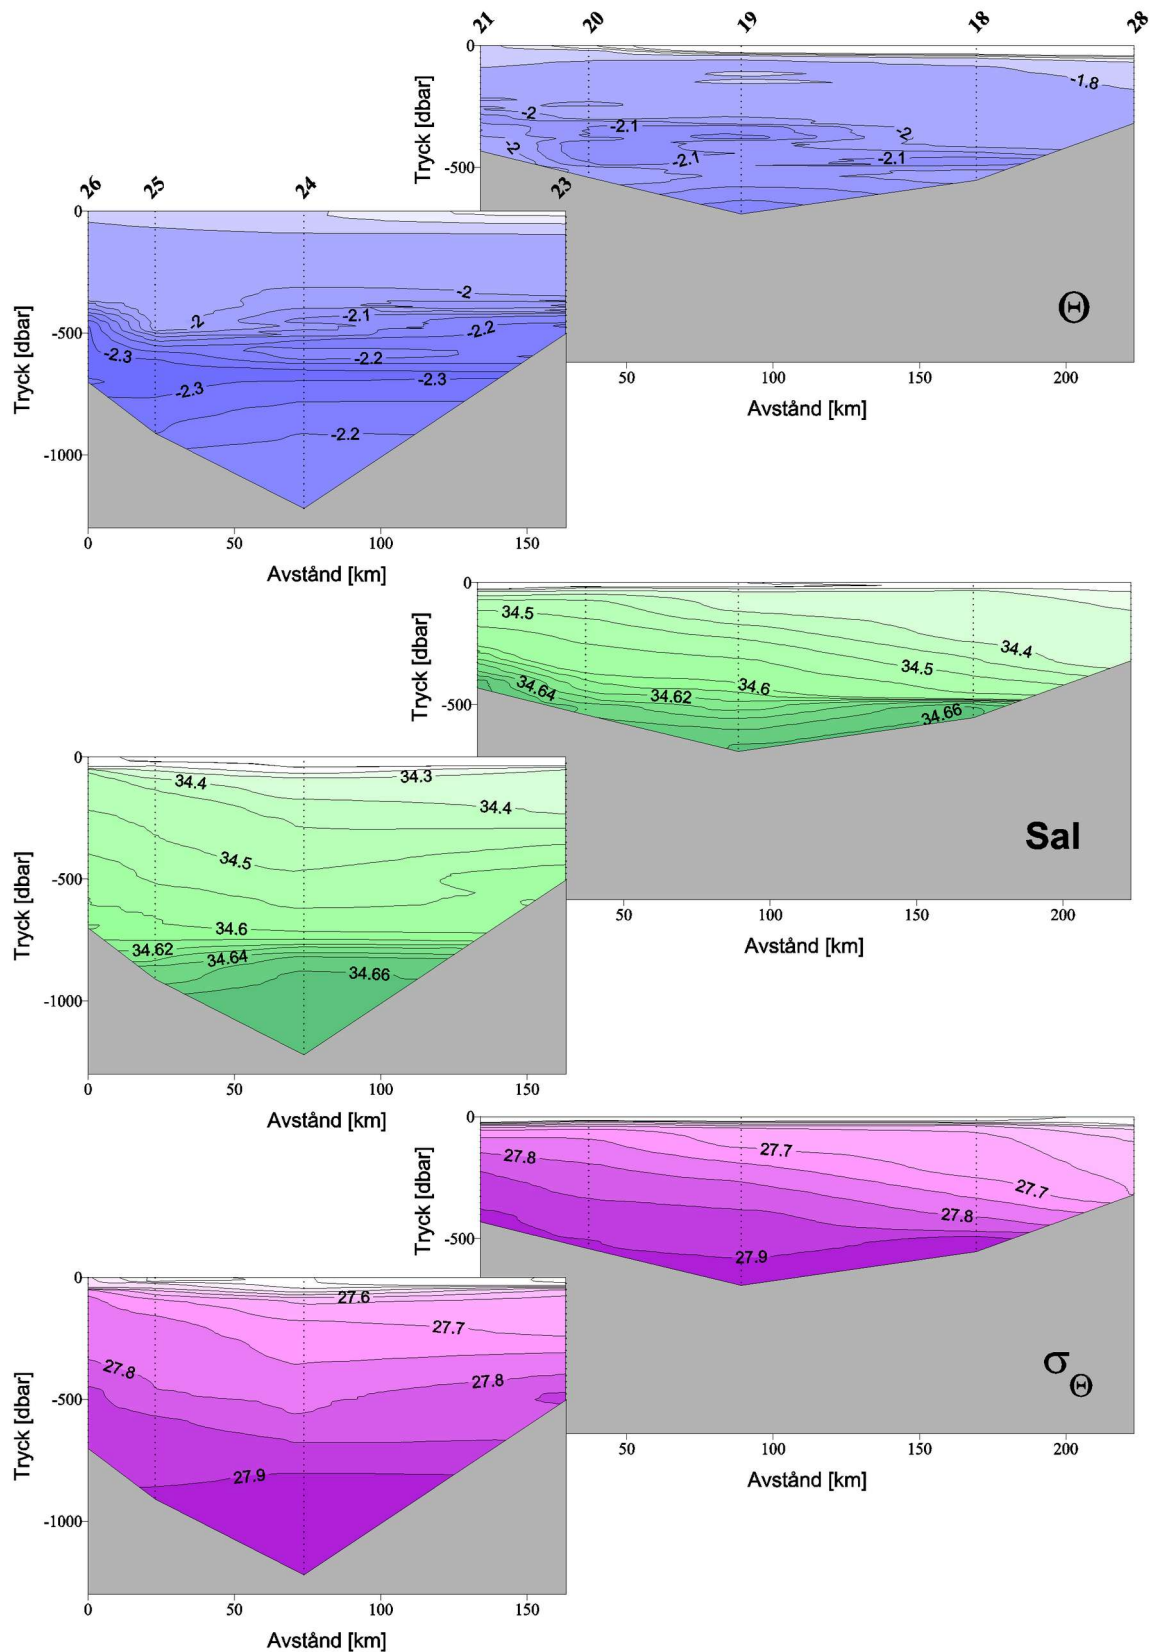 21 20 19 18 28
0
-500
Tryck [dbar]
-1.8
-2 -2.1 -2
-2 -2.1 -2.1
50 100 150 200
Avstånd [km]
Θ
26 25 24 23
0
-500
-1000
Tryck [dbar]
-2
-2 -2.1
-2.2
-2.3 -2.2
-2.3 -2.3
-2.2
0 50 100 150
Avstånd [km]
0
-500
Tryck [dbar]
34.5
34.4
34.5
34.64 34.62 34.6
34.66
50 100 150 200
Avstånd [km]
Sal
0
-500
-1000
Tryck [dbar]
34.4 34.3
34.4
34.5
34.6
34.62
34.64
34.66
0 50 100 150
Avstånd [km]
0
-500
Tryck [dbar]
27.8 27.7
27.7
27.8
27.9
50 100 150 200
Avstånd [km]
σΘ
0
-500
-1000
Tryck [dbar]
27.6
27.7
27.8 27.8
27.9
0 50 100 150
Avstånd [km]